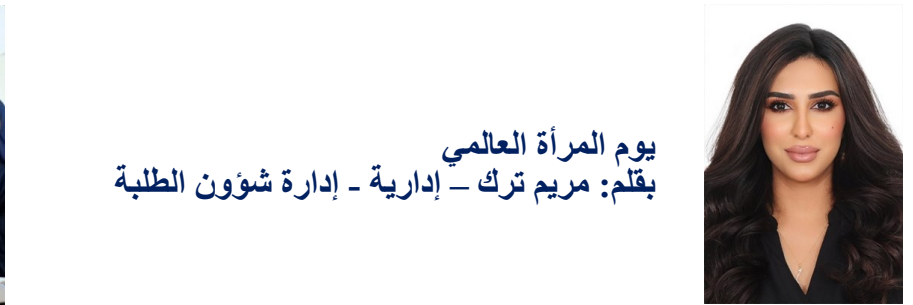 يوم المرأة العالمي
بقلم: مريم ترك – إدارية - إدارة شؤون الطلبة